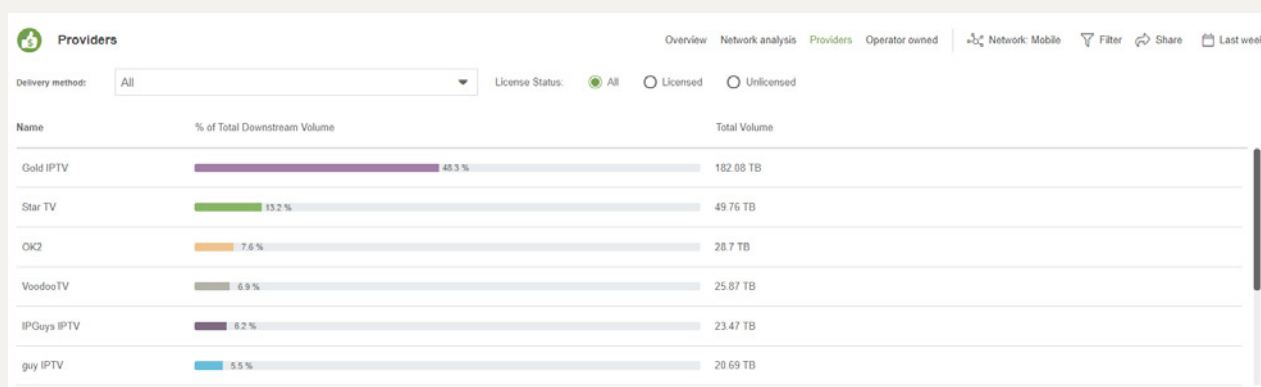 Providers Overview Network analysis Providers Operator owned Network: Mobile Filter Share Last week
Delivery method: All License Status: All Licensed Unlicensed
Name % of Total Downstream Volume Total Volume
Gold IPTV 48.3 % 182.08 TB
Star TV 13.2 % 49.76 TB
OK2 7.6 % 28.7 TB
VoodooTV 6.9 % 25.87 TB
IPGuys IPTV 6.2 % 23.47 TB
guy IPTV 5.5 % 20.69 TB